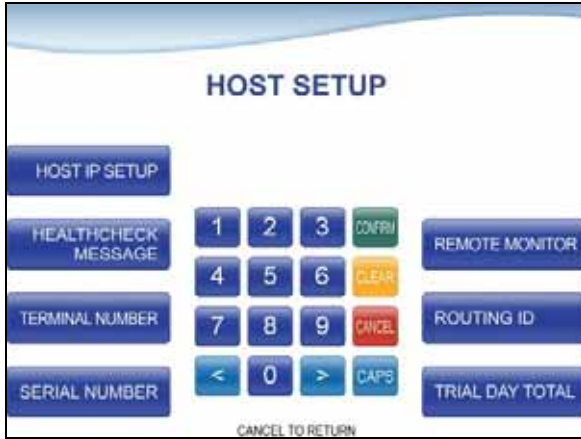 HOST SETUP
HOST IP SETUP
HEALTHCHECK
MESSAGE
TERMINAL NUMBER
SERIAL NUMBER
1 2 3 CONFIRM
4 5 6 CLEAR
7 8 9 CANCEL
< 0 > CAPS
REMOTE MONITOR
ROUTING ID
TRIAL DAY TOTAL
CANCEL TO RETURN